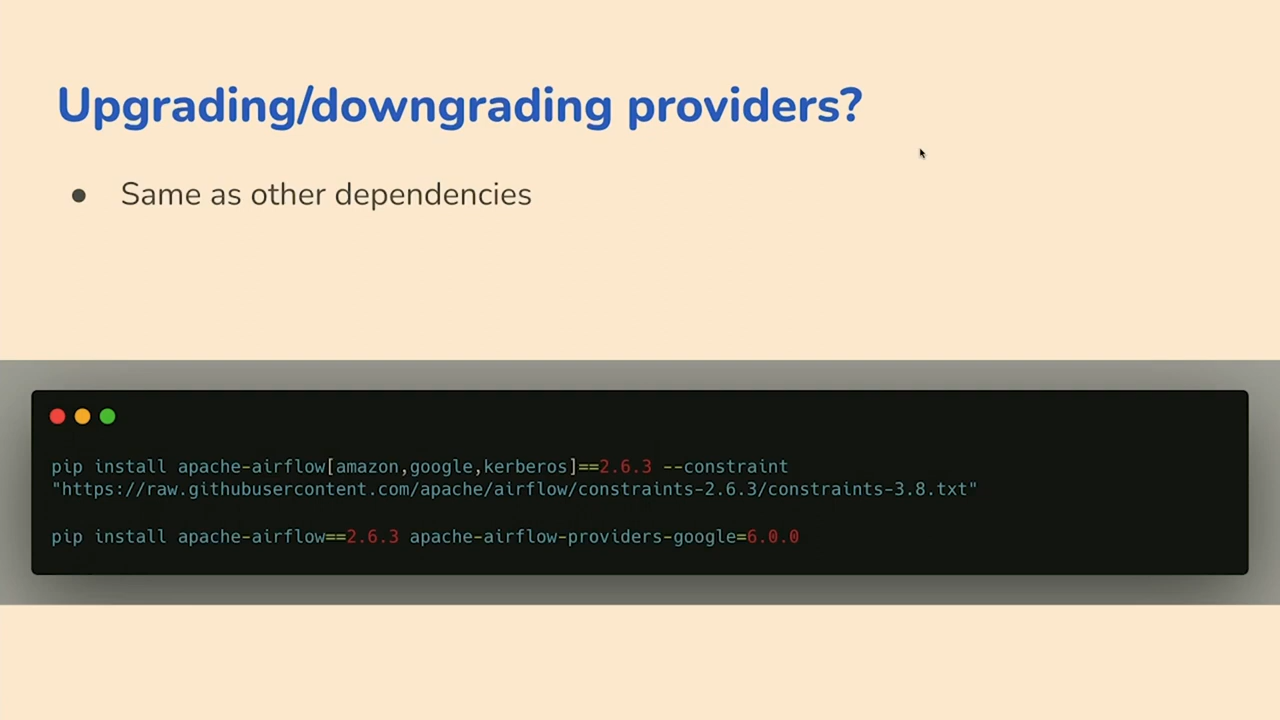 Upgrading/downgrading providers?
● Same as other dependencies
pip install apache-airflow[amazon,google,kerberos]==2.6.3 --constraint
"https://raw.githubusercontent.com/apache/airflow/constraints-2.6.3/constraints-3.8.txt"
pip install apache-airflow==2.6.3 apache-airflow-providers-google=6.0.0